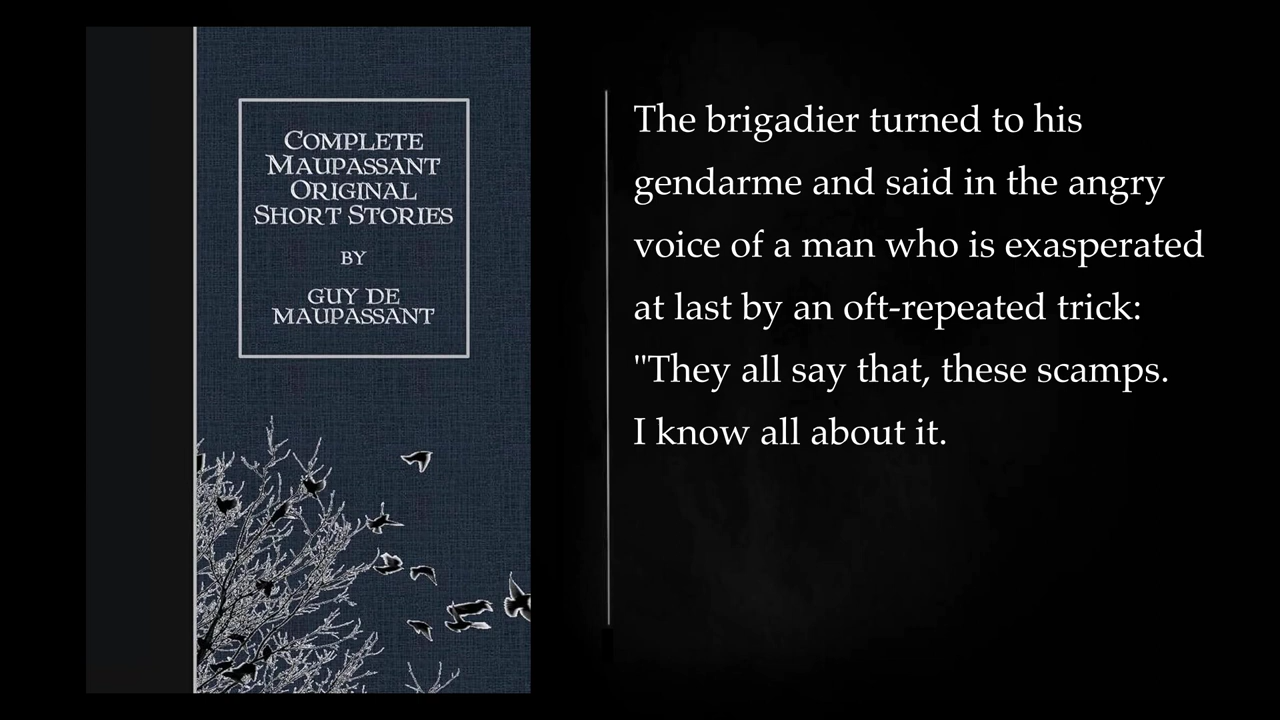 COMPLETE
MAUPASSANT
ORIGINAL
SHORT STORIES
BY
GUY DE
MAUPASSANT
The brigadier turned to his
gendarme and said in the angry
voice of a man who is exasperated
at last by an oft-repeated trick:
"They all say that, these scamps.
I know all about it.